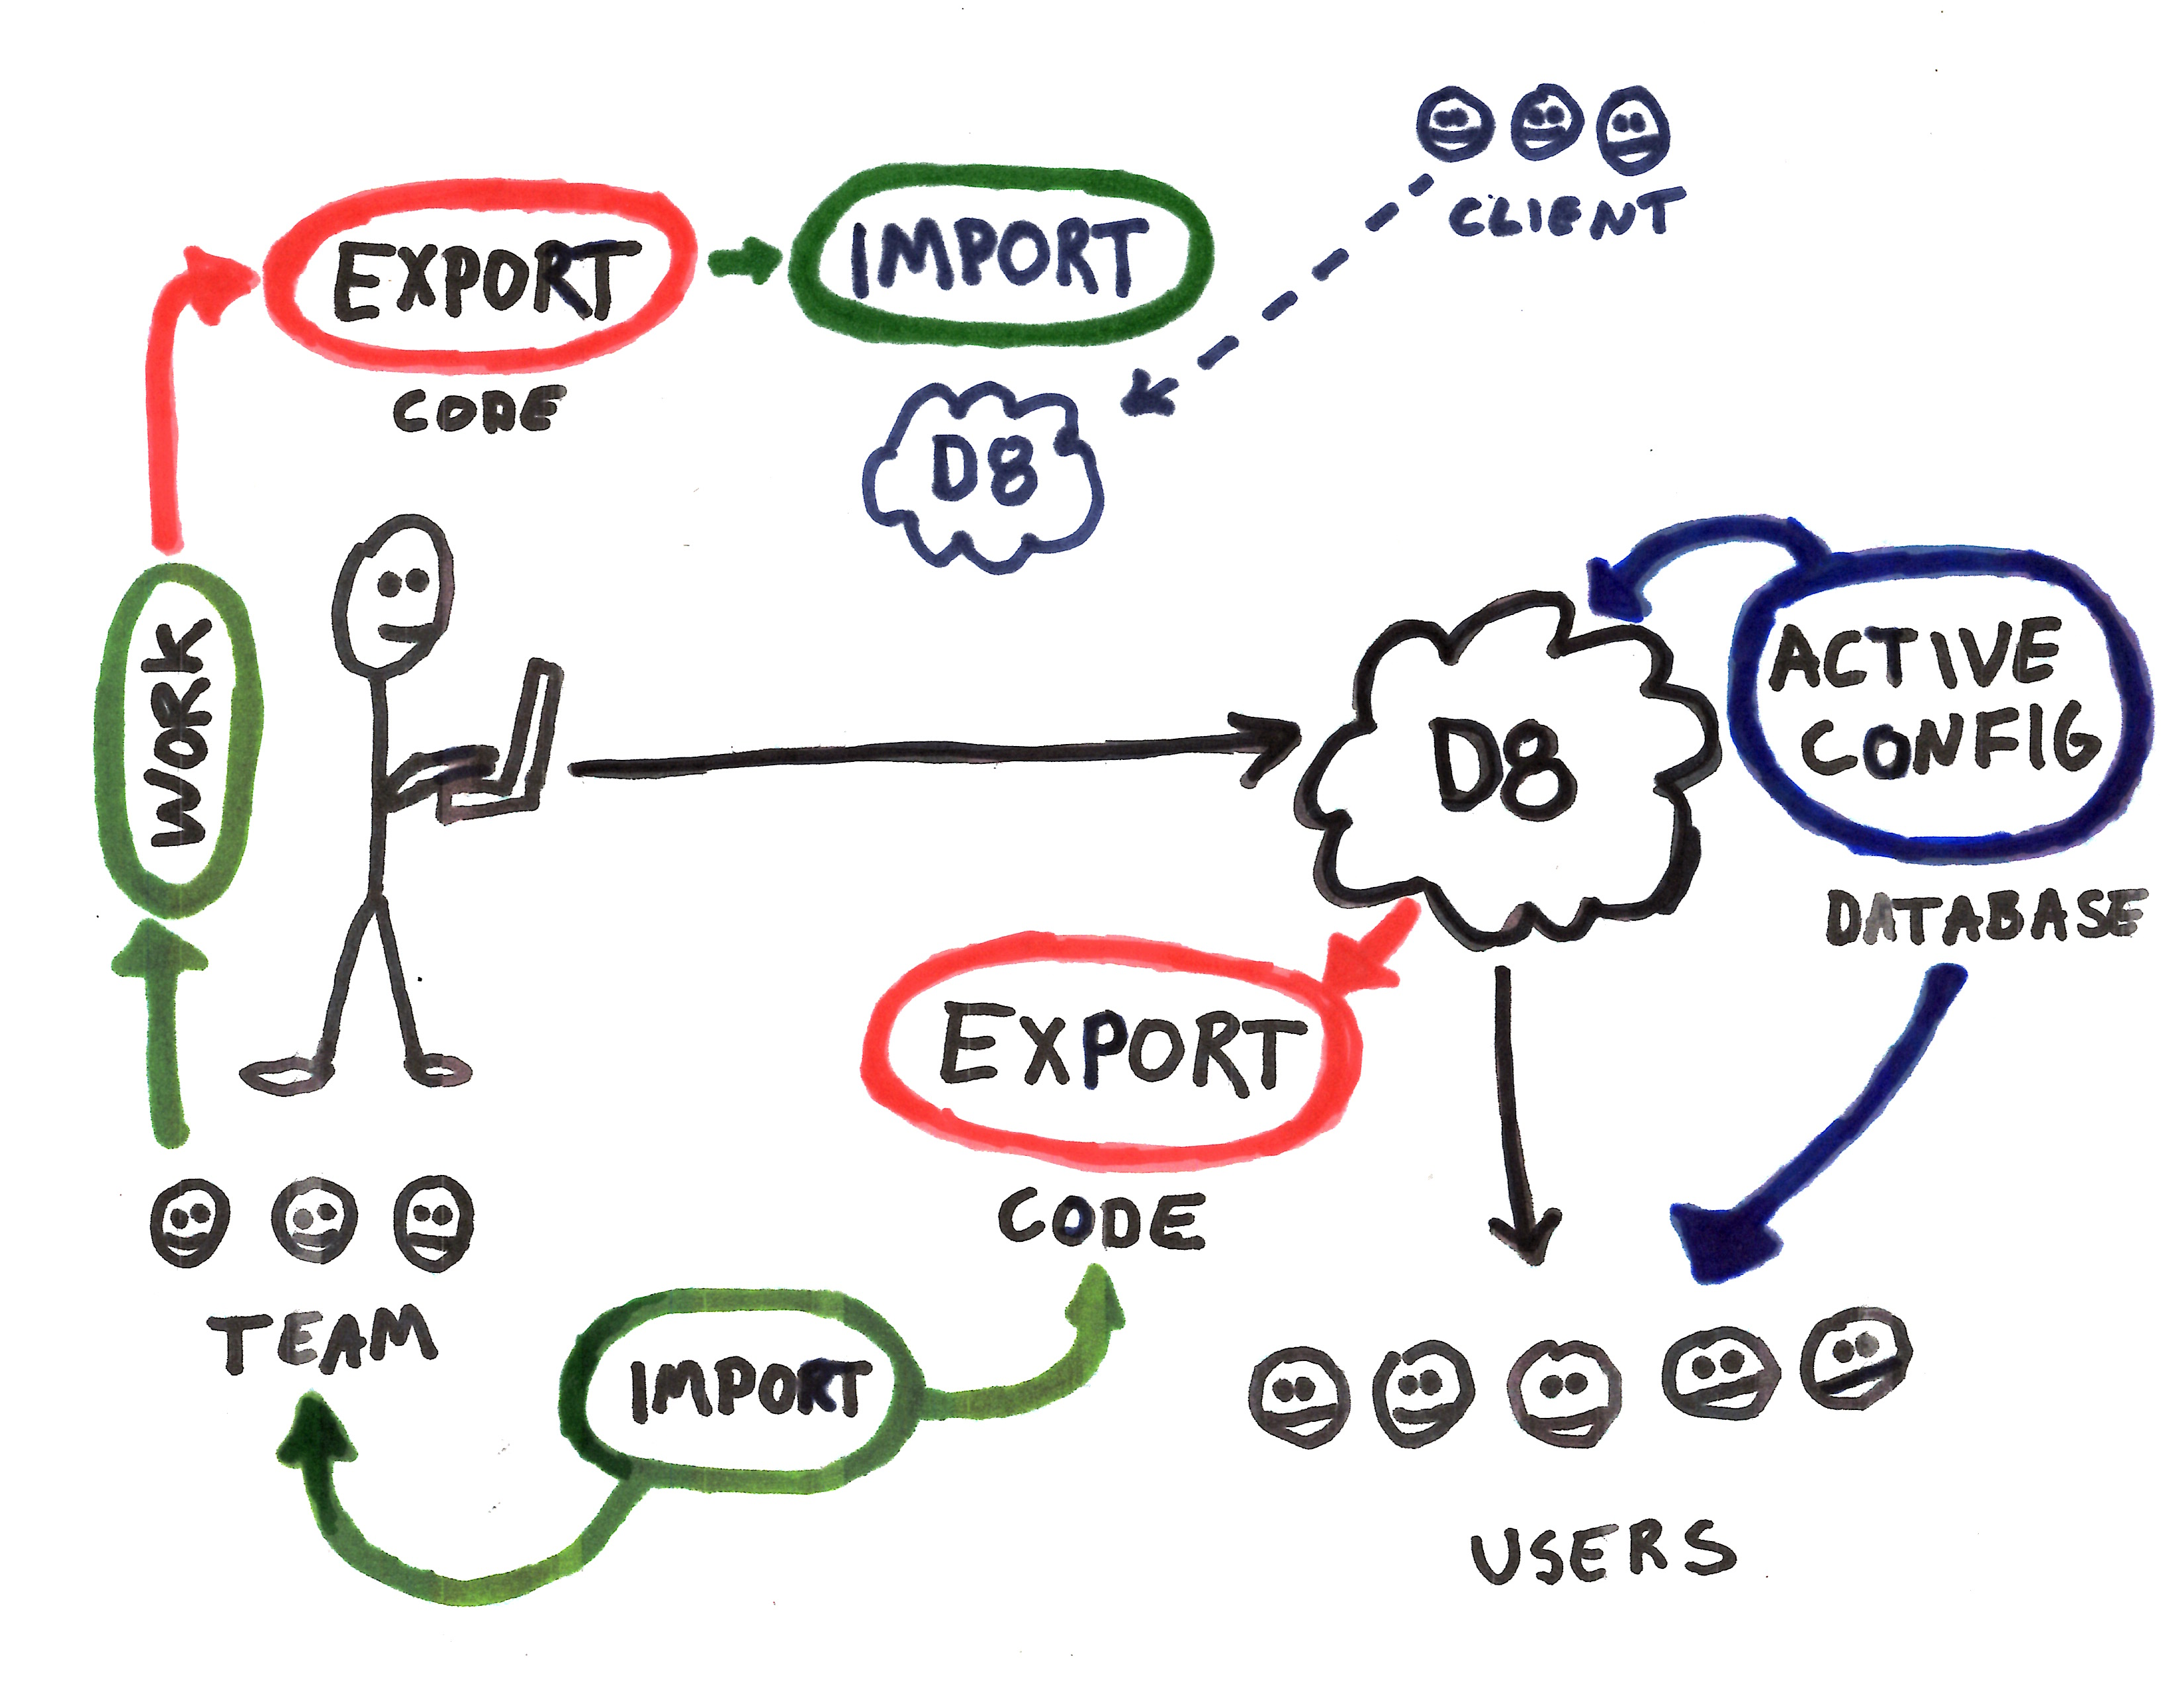 CLIENT
EXPORT
CODE
IMPORT
D8
WORK
D8
ACTIVE
CONFIG
DATABASE
EXPORT
CODE
TEAM
IMPORT
USERS